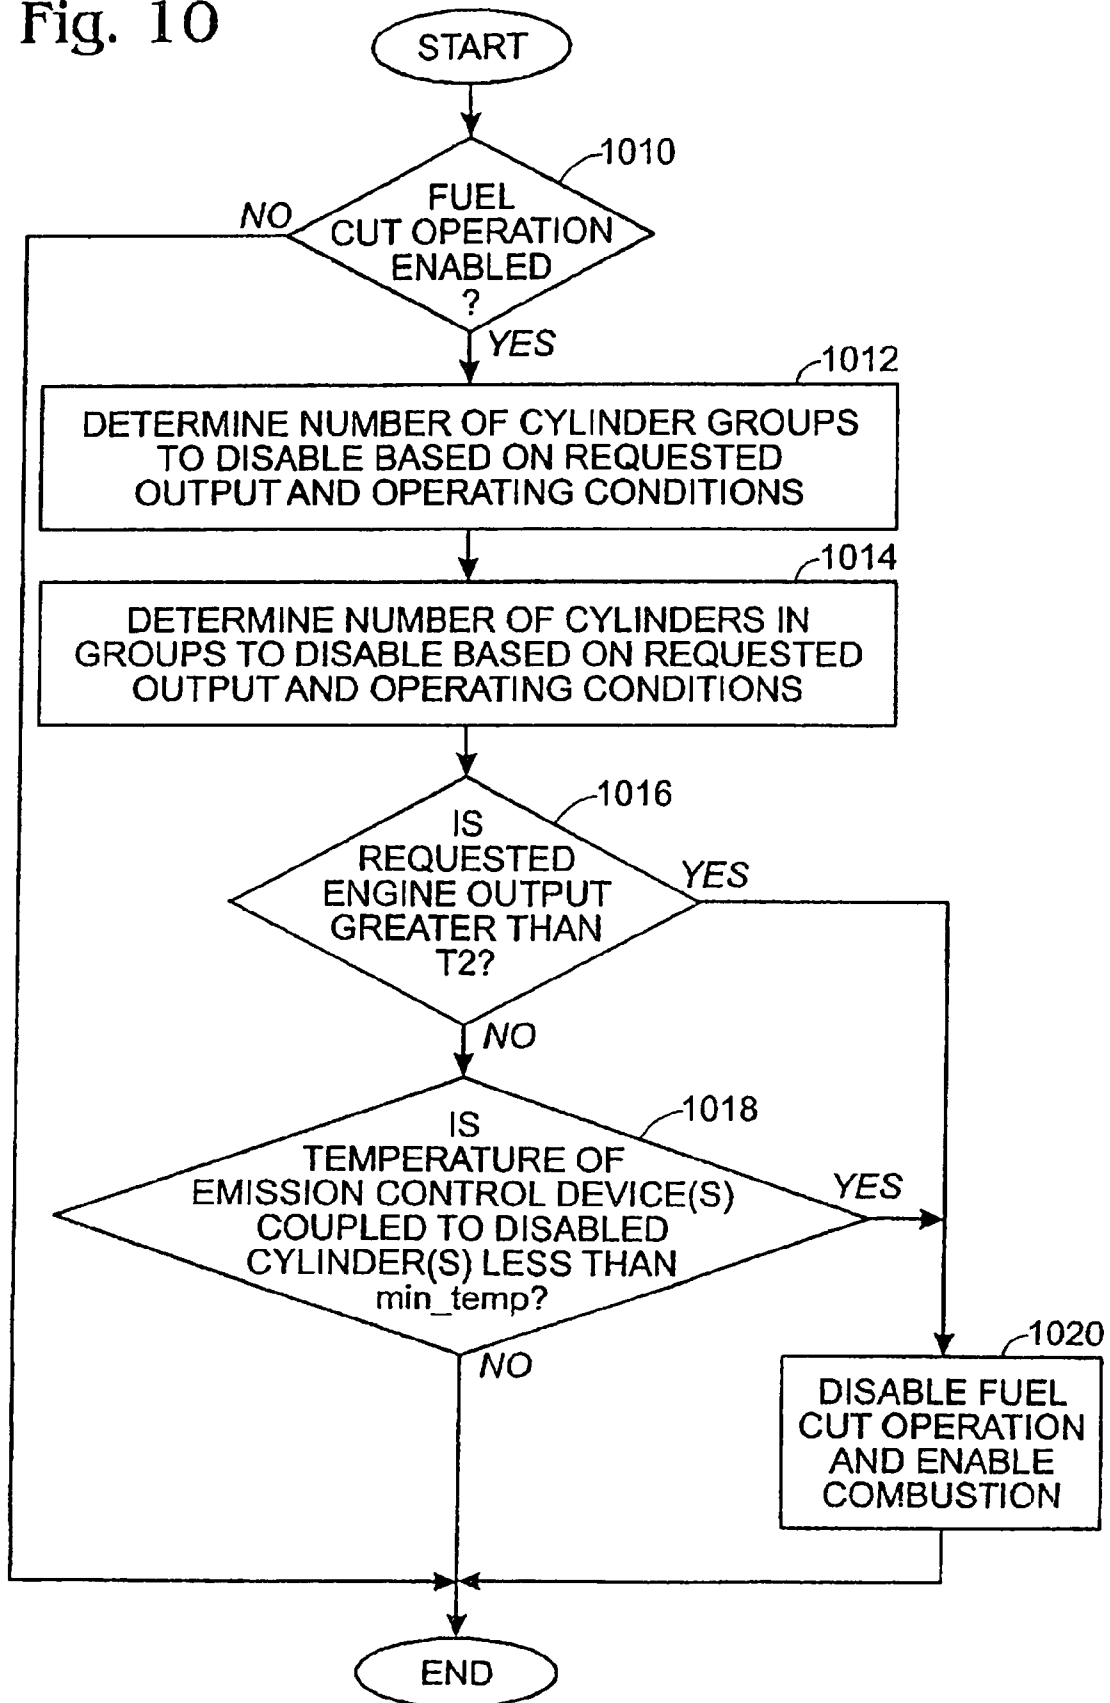 Fig. 10
START
1010
FUEL
CUT OPERATION
ENABLED
?
NO
YES
1012
DETERMINE NUMBER OF CYLINDER GROUPS
TO DISABLE BASED ON REQUESTED
OUTPUT AND OPERATING CONDITIONS
1014
DETERMINE NUMBER OF CYLINDERS IN
GROUPS TO DISABLE BASED ON REQUESTED
OUTPUT AND OPERATING CONDITIONS
1016
IS
REQUESTED
ENGINE OUTPUT
GREATER THAN
T2?
YES
NO
1018
IS
TEMPERATURE OF
EMISSION CONTROL DEVICE(S)
COUPLED TO DISABLED
CYLINDER(S) LESS THAN
min_temp?
YES
NO
1020
DISABLE FUEL
CUT OPERATION
AND ENABLE
COMBUSTION
END